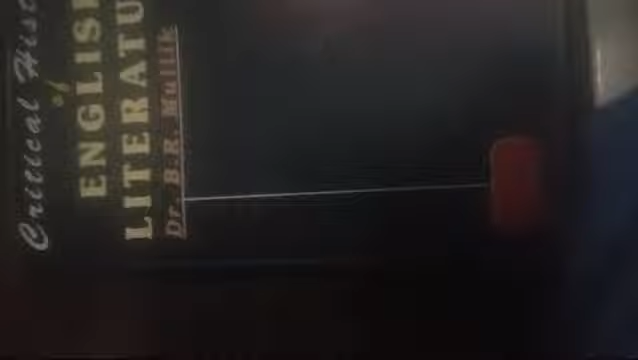 Critical Hist
of
ENGLIS
LITERATU
Dr. B.R. Mullik